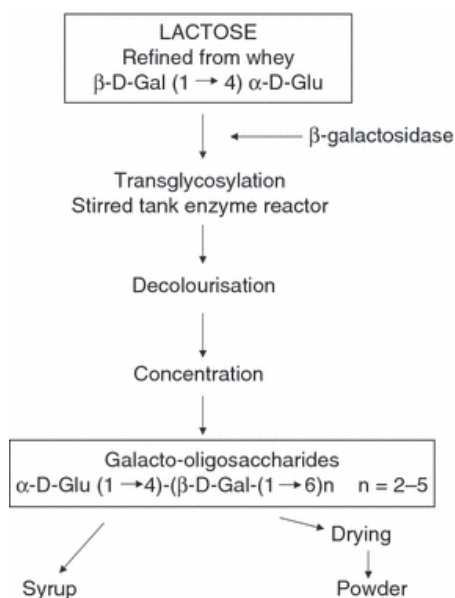 LACTOSE
Refined from whey
β-D-Gal (1 → 4) α-D-Glu
β-galactosidase
Transglycosylation
Stirred tank enzyme reactor
Decolourisation
Concentration
Galacto-oligosaccharides
α-D-Glu (1 →4)-(β-D-Gal-(1→6)n n = 2–5
Drying
Syrup
Powder